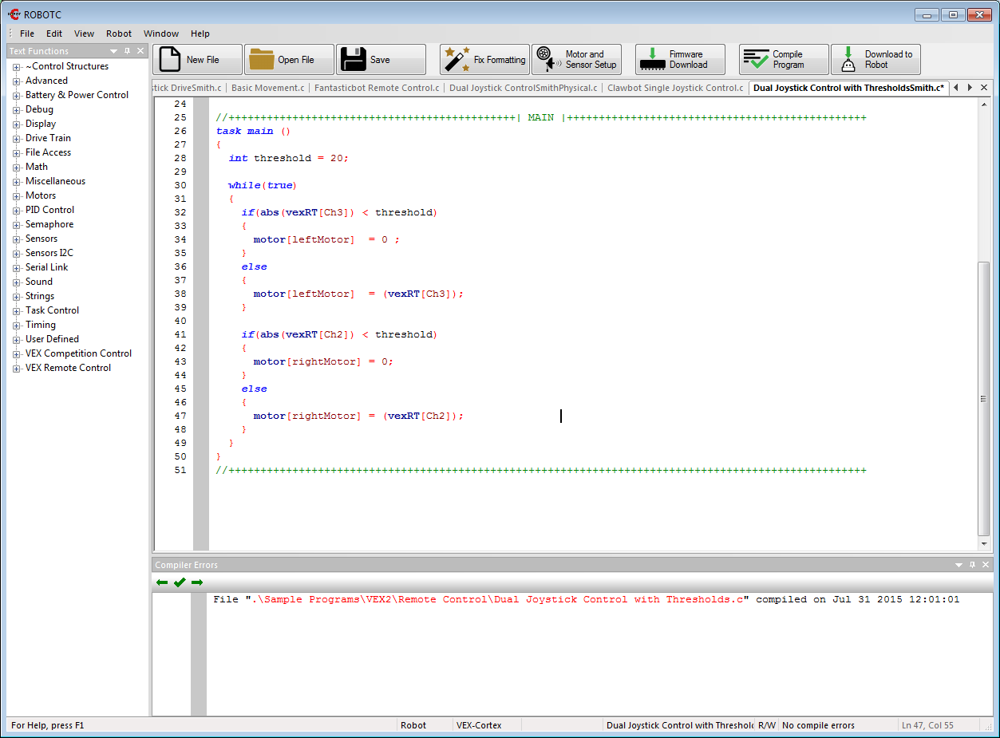 ROBOTC
File Edit View Robot Window Help
Text Functions
~Control Structures
Advanced
Battery & Power Control
Debug
Display
Drive Train
File Access
Math
Miscellaneous
Motors
PID Control
Semaphore
Sensors
Sensors I2C
Serial Link
Sound
Strings
Task Control
Timing
User Defined
VEX Competition Control
VEX Remote Control
New File Open File Save Fix Formatting Motor and Sensor Setup Firmware Download Compile Program Download to Robot
stick DriveSmith.c | Basic Movement.c | Fantasticbot Remote Control.c | Dual Joystick ControlSmithPhysical.c | Clawbot Single Joystick Control.c | Dual Joystick Control with ThresholdsSmith.c*
24
25 //+++++++++++++++++++++++++++++++++++++++++++++| MAIN |+++++++++++++++++++++++++++++++++++++++++++++++
26 task main ()
27 {
28 int threshold = 20;
29
30 while(true)
31 {
32 if(abs(vexRT[Ch3]) < threshold)
33 {
34 motor[leftMotor]  = 0 ;
35 }
36 else
37 {
38 motor[leftMotor]  = (vexRT[Ch3]);
39 }
40
41 if(abs(vexRT[Ch2]) < threshold)
42 {
43 motor[rightMotor] = 0;
44 }
45 else
46 {
47 motor[rightMotor] = (vexRT[Ch2]);
48 }
49 }
50 }
51 //++++++++++++++++++++++++++++++++++++++++++++++++++++++++++++++++++++++++++++++++++++++++++++++++++++
Compiler Errors
File ".\Sample Programs\VEX2\Remote Control\Dual Joystick Control with Thresholds.c" compiled on Jul 31 2015 12:01:01
For Help, press F1 Robot VEX-Cortex Dual Joystick Control with Threshol R/W No compile errors Ln 47, Col 55